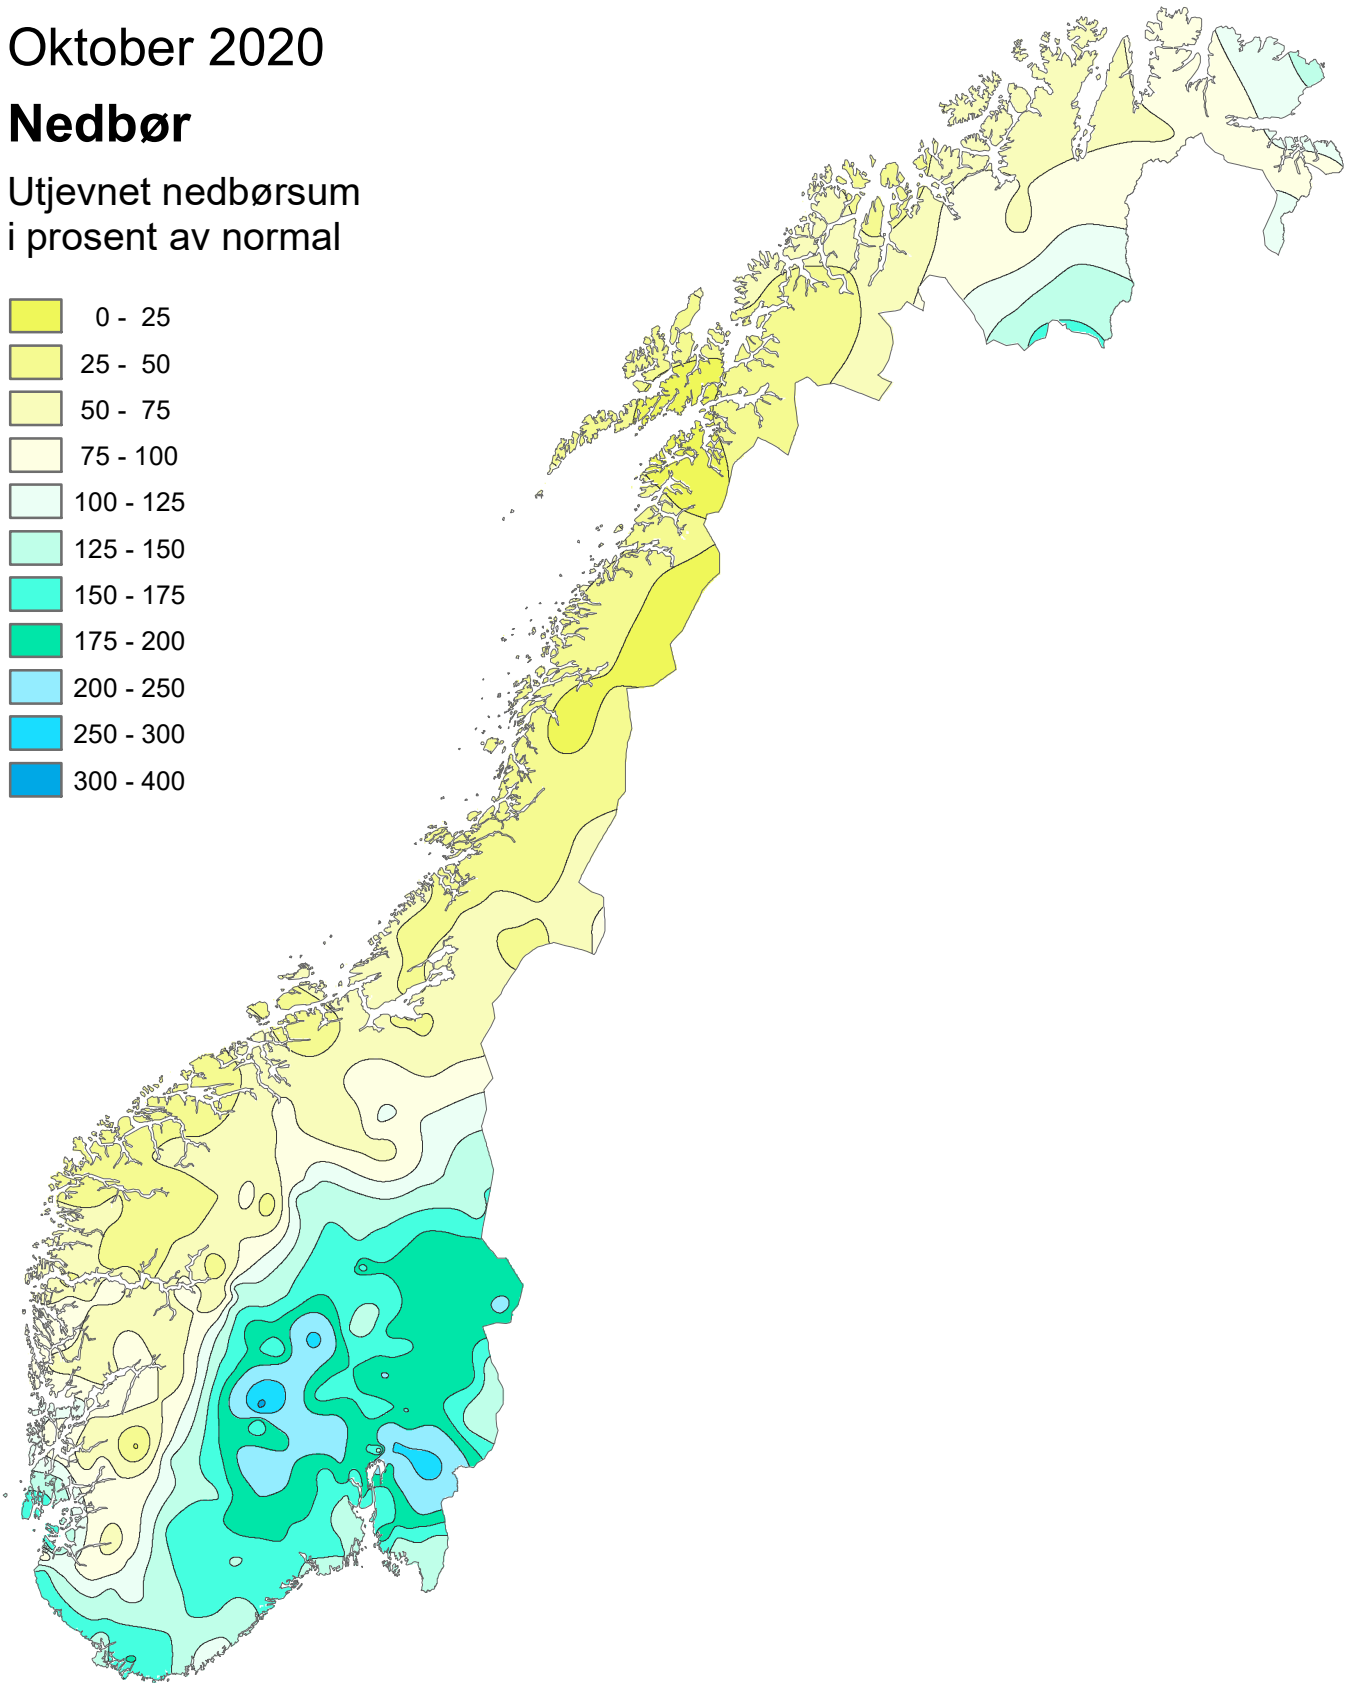 Oktober 2020
Nedbør
Utjevnet nedbørsum
i prosent av normal
0 - 25
25 - 50
50 - 75
75 - 100
100 - 125
125 - 150
150 - 175
175 - 200
200 - 250
250 - 300
300 - 400